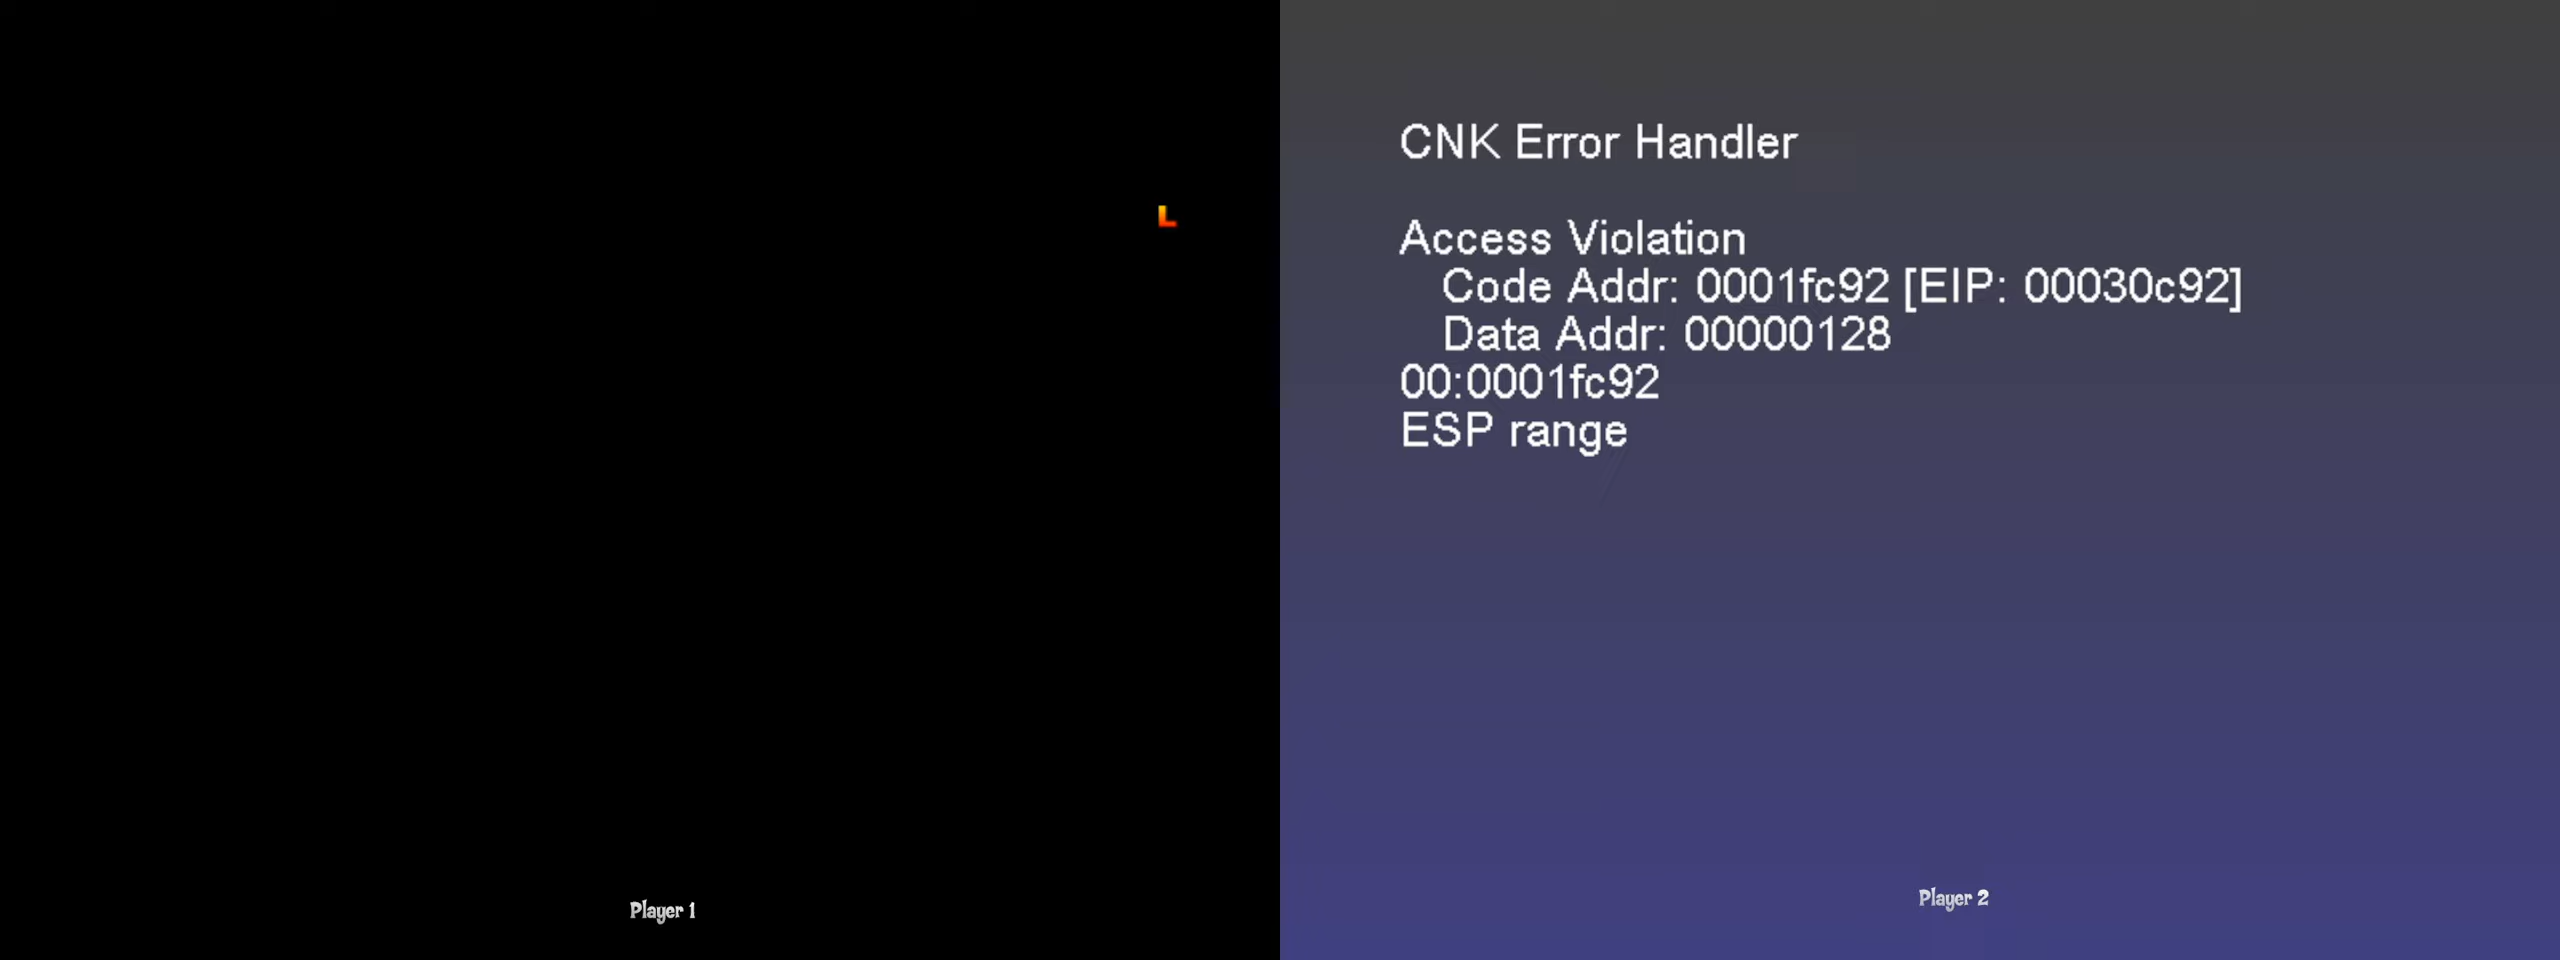 L
Player 1
CNK Error Handler
Access Violation
Code Addr: 0001fc92 [EIP: 00030c92]
Data Addr: 00000128
00:0001fc92
ESP range
Player 2